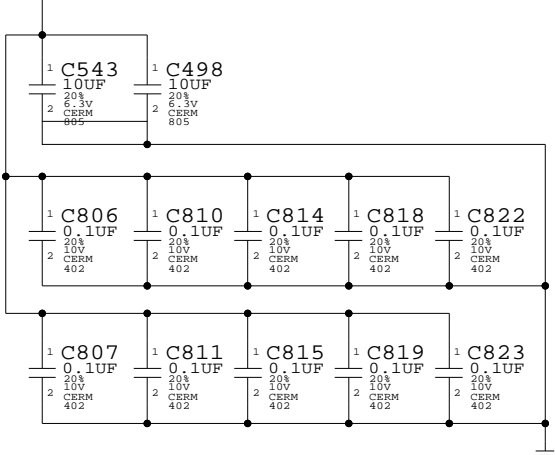 1 C543 1 C498
10UF 10UF
20% 20%
2 6.3V 2 6.3V
CERM CERM
805 805
1 C806 1 C810 1 C814 1 C818 1 C822
0.1UF 0.1UF 0.1UF 0.1UF 0.1UF
20% 20% 20% 20% 20%
2 10V 2 10V 2 10V 2 10V 2 10V
CERM CERM CERM CERM CERM
402 402 402 402 402
1 C807 1 C811 1 C815 1 C819 1 C823
0.1UF 0.1UF 0.1UF 0.1UF 0.1UF
20% 20% 20% 20% 20%
2 10V 2 10V 2 10V 2 10V 2 10V
CERM CERM CERM CERM CERM
402 402 402 402 402